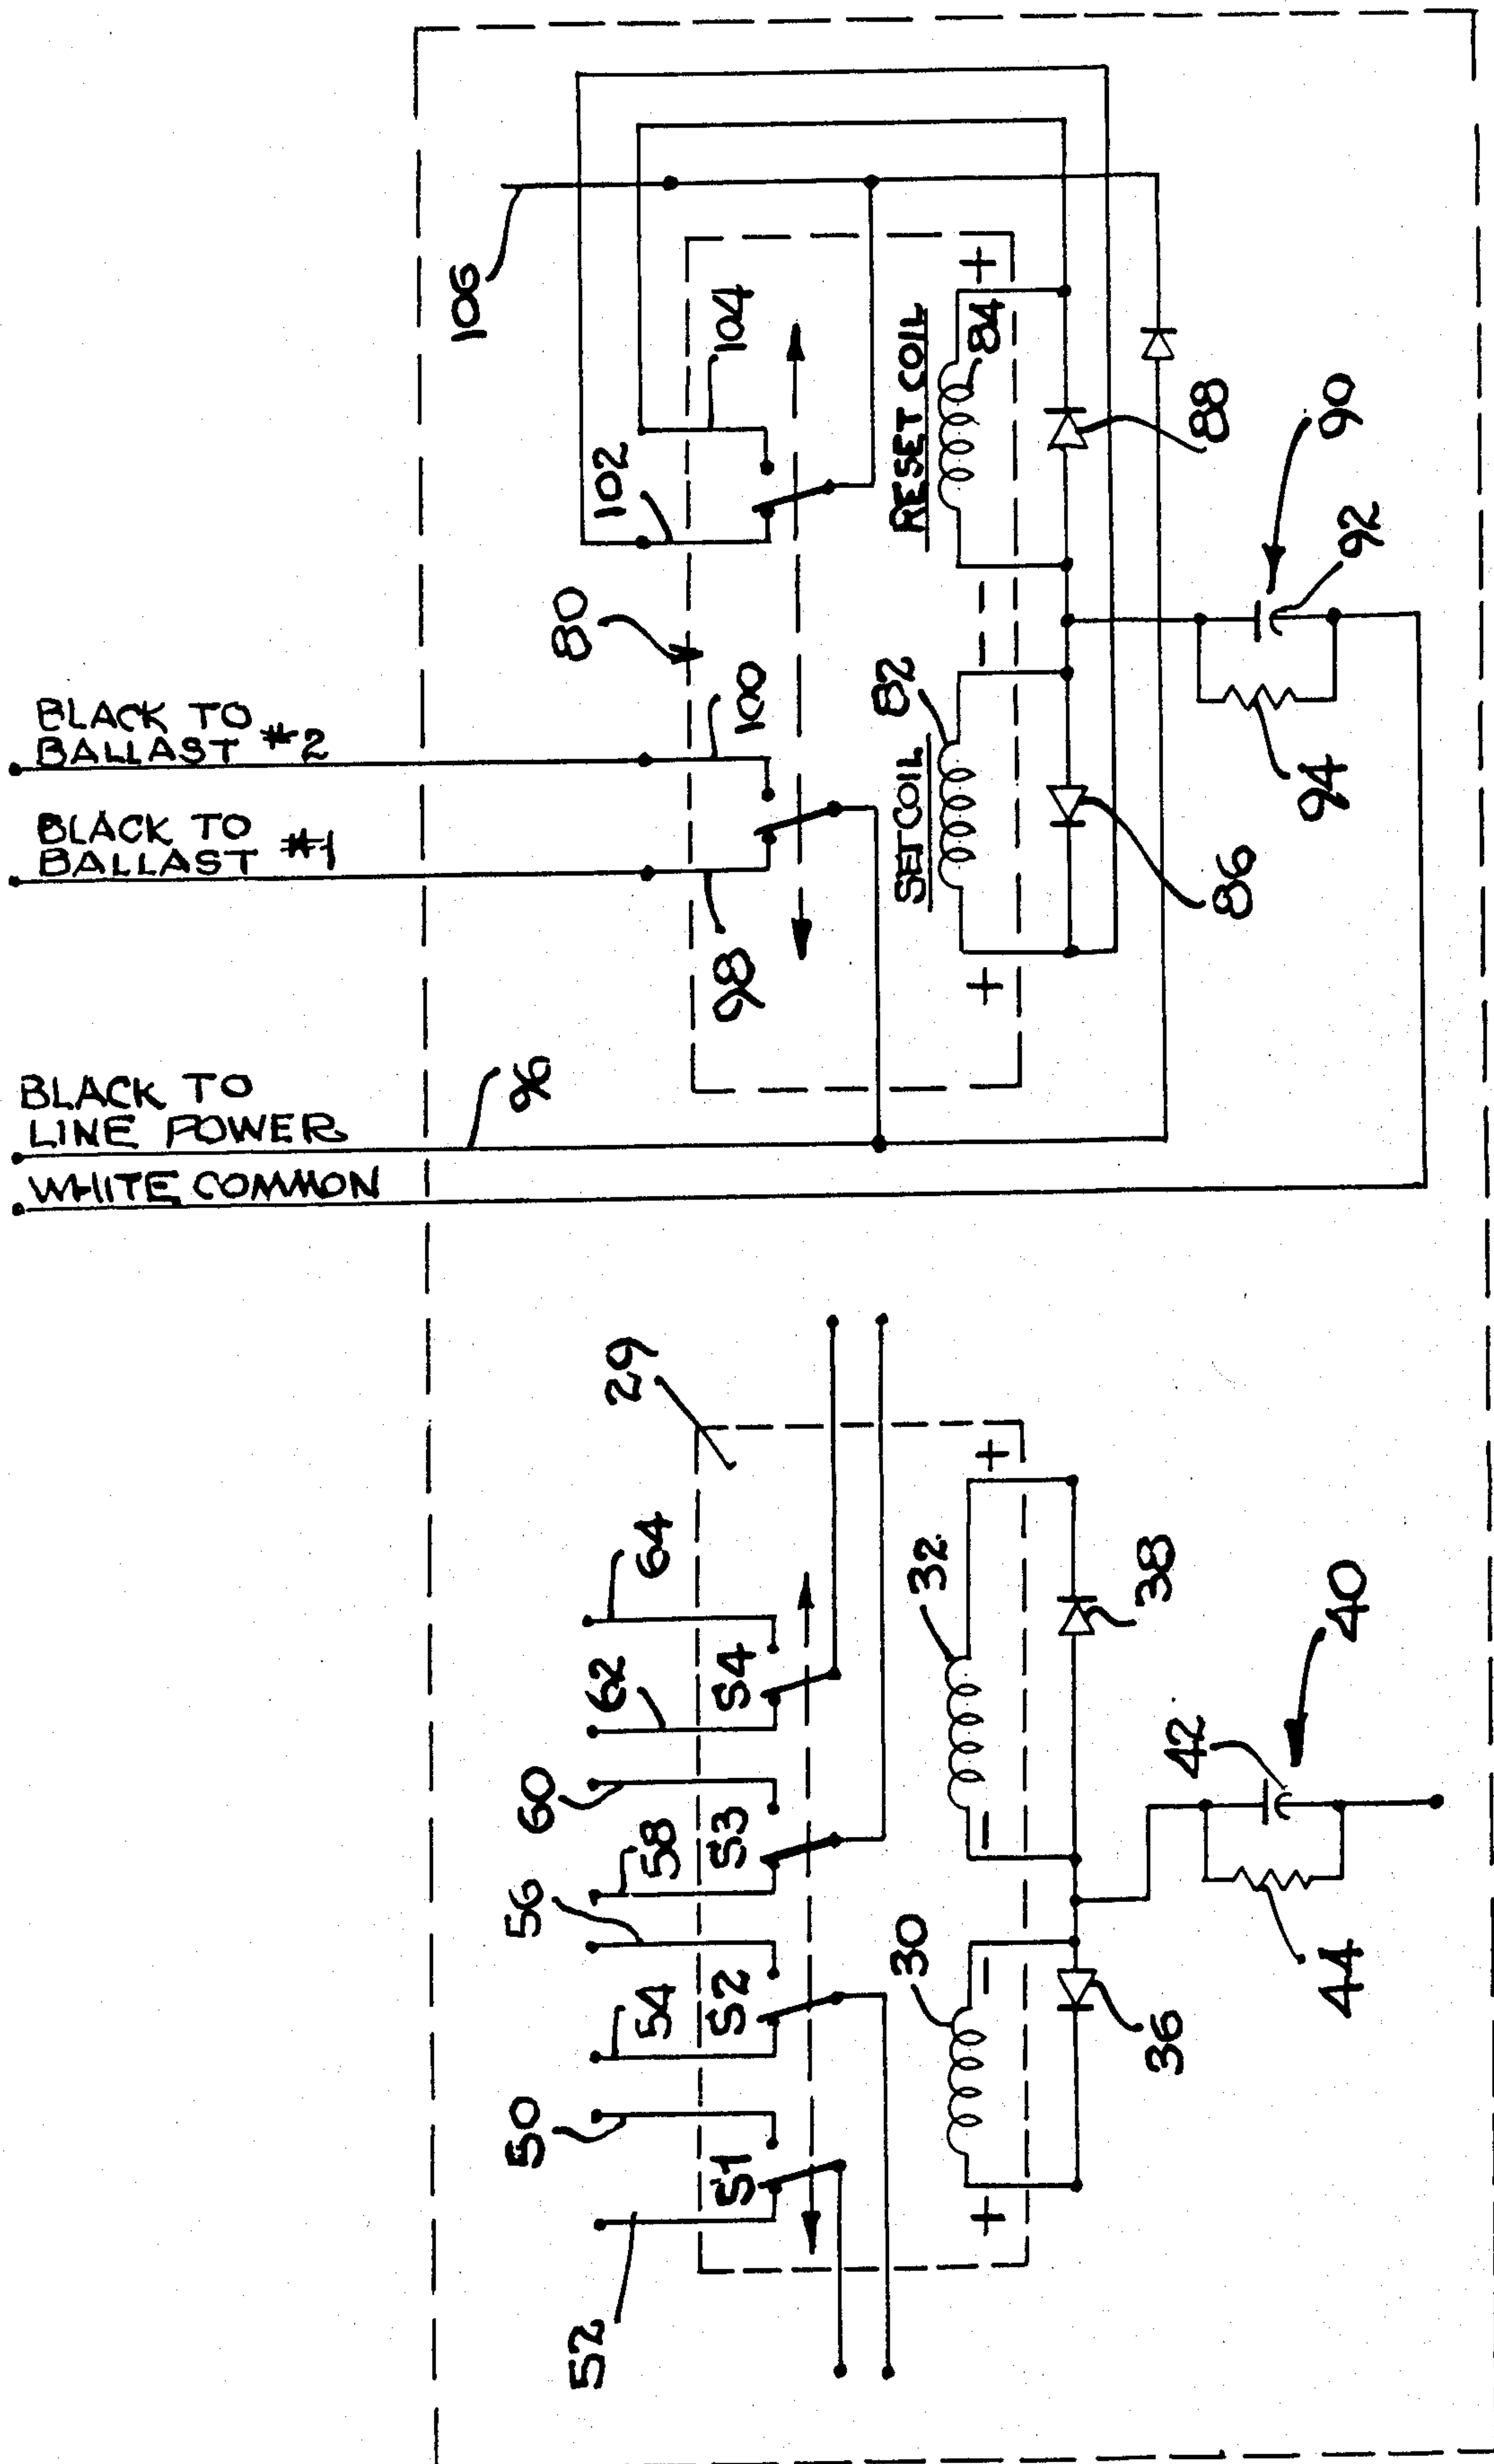 106
104
102
80
BLACK TO
BALLAST #2
100
BLACK TO
BALLAST #1
98
+
RESET COIL
84
88
90
92
82
SET COIL
94
86
+
BLACK TO
LINE POWER
96
WHITE COMMON
29
+
64
62
S4
60
58
S3
56
54
S2
50
S1
52
32
38
40
42
30
44
36
+